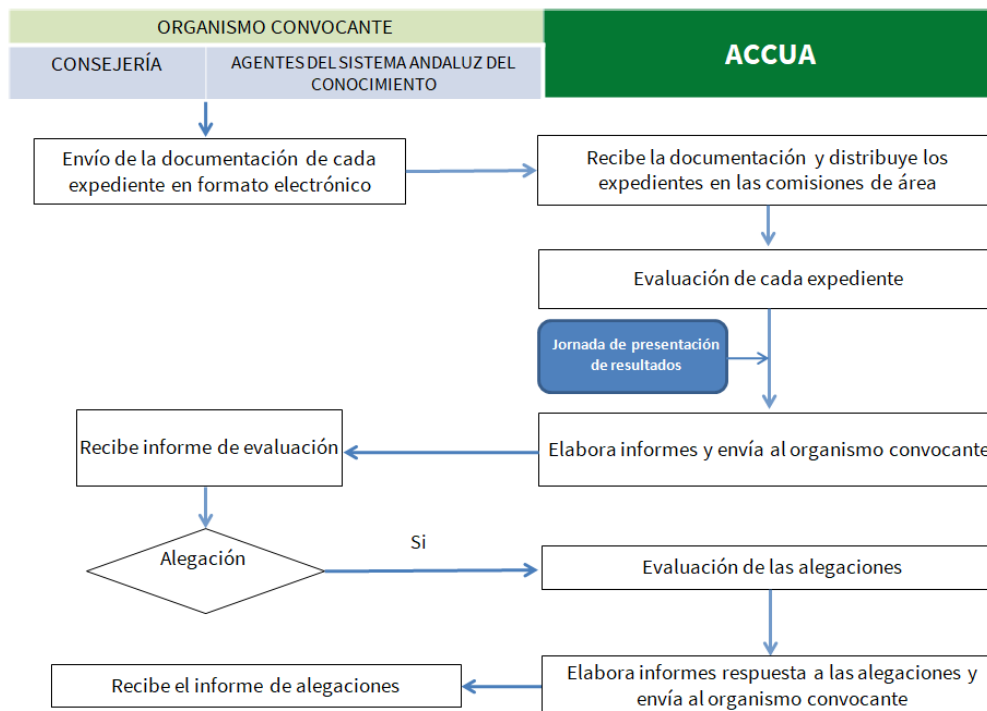 ORGANISMO CONVOCANTE
ACCUA
CONSEJERÍA
AGENTES DEL SISTEMA ANDALUZ DEL
CONOCIMIENTO
Envío de la documentación de cada
expediente en formato electrónico
Recibe la documentación y distribuye los
expedientes en las comisiones de área
Evaluación de cada expediente
Jornada de presentación
de resultados
Elabora informes y envía al organismo convocante
Recibe informe de evaluación
Alegación
Si
Evaluación de las alegaciones
Elabora informes respuesta a las alegaciones y
envía al organismo convocante
Recibe el informe de alegaciones